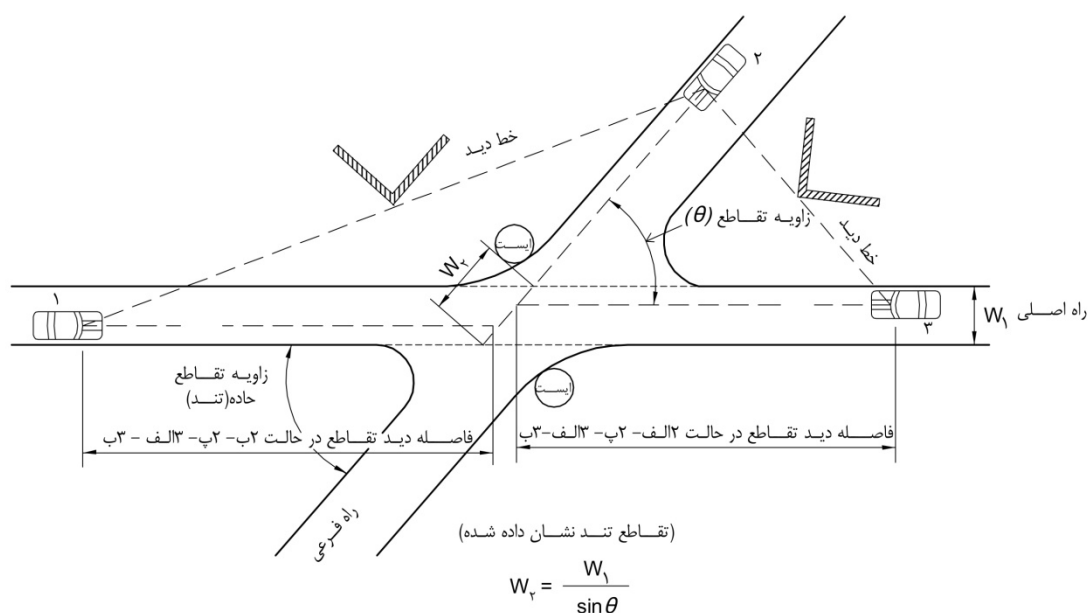 ۲
خط دید
زاویه تقاطع (θ)
خط دید
ایست
W۲
۱
۳
راه اصلی
W۱
زاویه تقاطع
حاده(تند)
ایست
فاصله دید تقاطع در حالت ۲الف-۲پ-۳الف-۳ب
فاصله دید تقاطع در حالت ۲ب-۲پ-۳الف-۳ب
راه فرعی
(تقاطع تند نشان داده شده)
W۲ = W۱ / sinθ